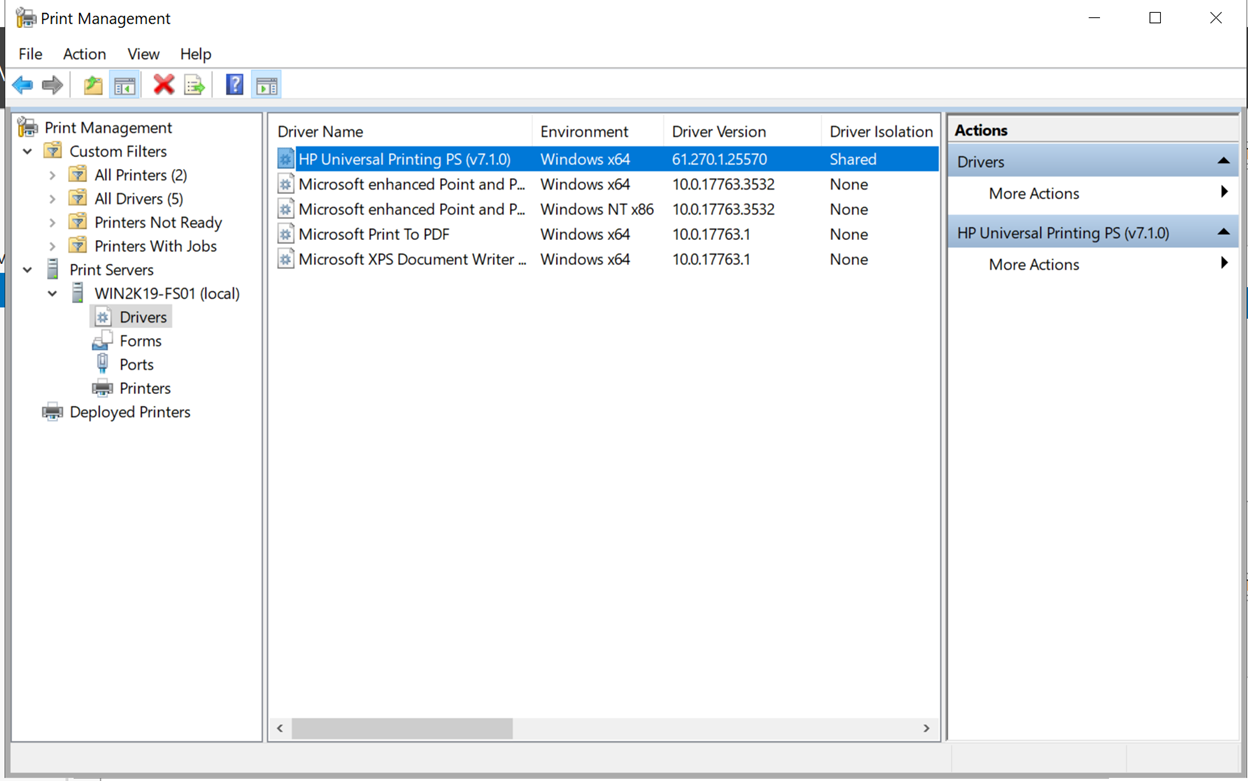 Print Management
File Action View Help
Print Management
Custom Filters
All Printers (2)
All Drivers (5)
Printers Not Ready
Printers With Jobs
Print Servers
WIN2K19-FS01 (local)
Drivers
Forms
Ports
Printers
Deployed Printers
Driver Name Environment Driver Version Driver Isolation
HP Universal Printing PS (v7.1.0) Windows x64 61.270.1.25570 Shared
Microsoft enhanced Point and P... Windows x64 10.0.17763.3532 None
Microsoft enhanced Point and P... Windows NT x86 10.0.17763.3532 None
Microsoft Print To PDF Windows x64 10.0.17763.1 None
Microsoft XPS Document Writer ... Windows x64 10.0.17763.1 None
Actions
Drivers
More Actions
HP Universal Printing PS (v7.1.0)
More Actions